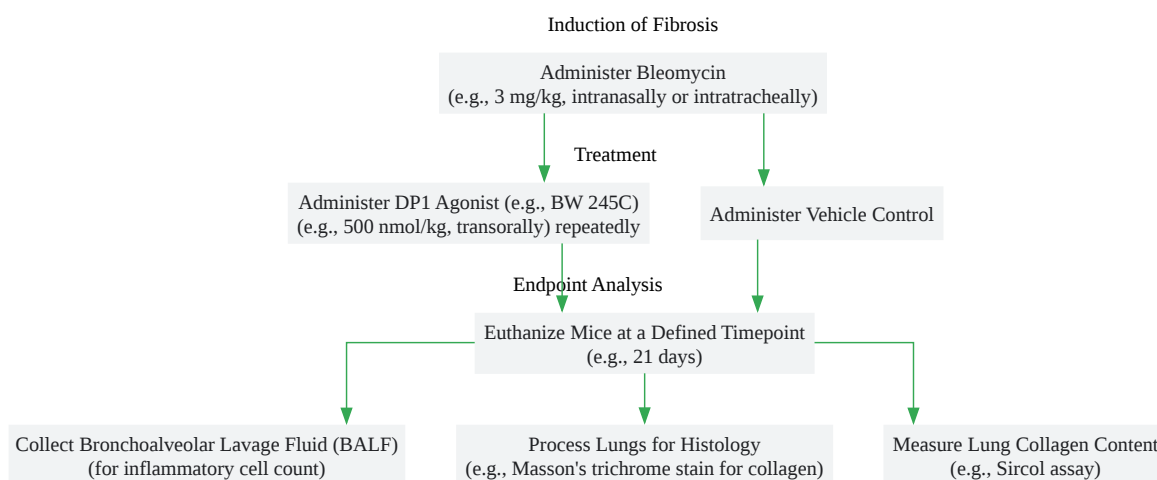 Induction of Fibrosis
Administer Bleomycin
(e.g., 3 mg/kg, intranasally or intratracheally)
Treatment
Administer DP1 Agonist (e.g., BW 245C)
(e.g., 500 nmol/kg, transorally) repeatedly
Administer Vehicle Control
Endpoint Analysis
Euthanize Mice at a Defined Timepoint
(e.g., 21 days)
Collect Bronchoalveolar Lavage Fluid (BALF)
(for inflammatory cell count)
Process Lungs for Histology
(e.g., Masson's trichrome stain for collagen)
Measure Lung Collagen Content
(e.g., Sircol assay)